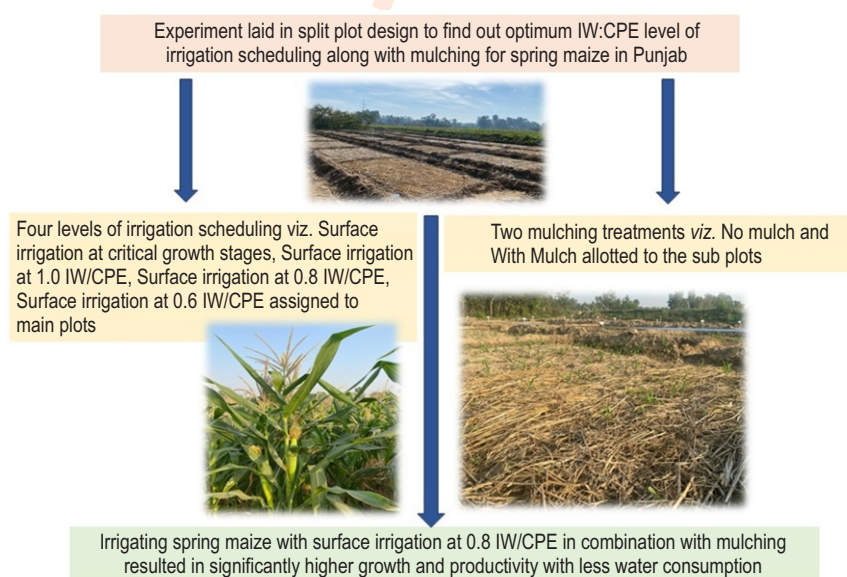 Experiment laid in split plot design to find out optimum IW:CPE level of
irrigation scheduling along with mulching for spring maize in Punjab
Four levels of irrigation scheduling viz. Surface
irrigation at critical growth stages, Surface irrigation
at 1.0 IW/CPE, Surface irrigation at 0.8 IW/CPE,
Surface irrigation at 0.6 IW/CPE assigned to
main plots
Two mulching treatments viz. No mulch and
With Mulch allotted to the sub plots
Irrigating spring maize with surface irrigation at 0.8 IW/CPE in combination with mulching
resulted in significantly higher growth and productivity with less water consumption